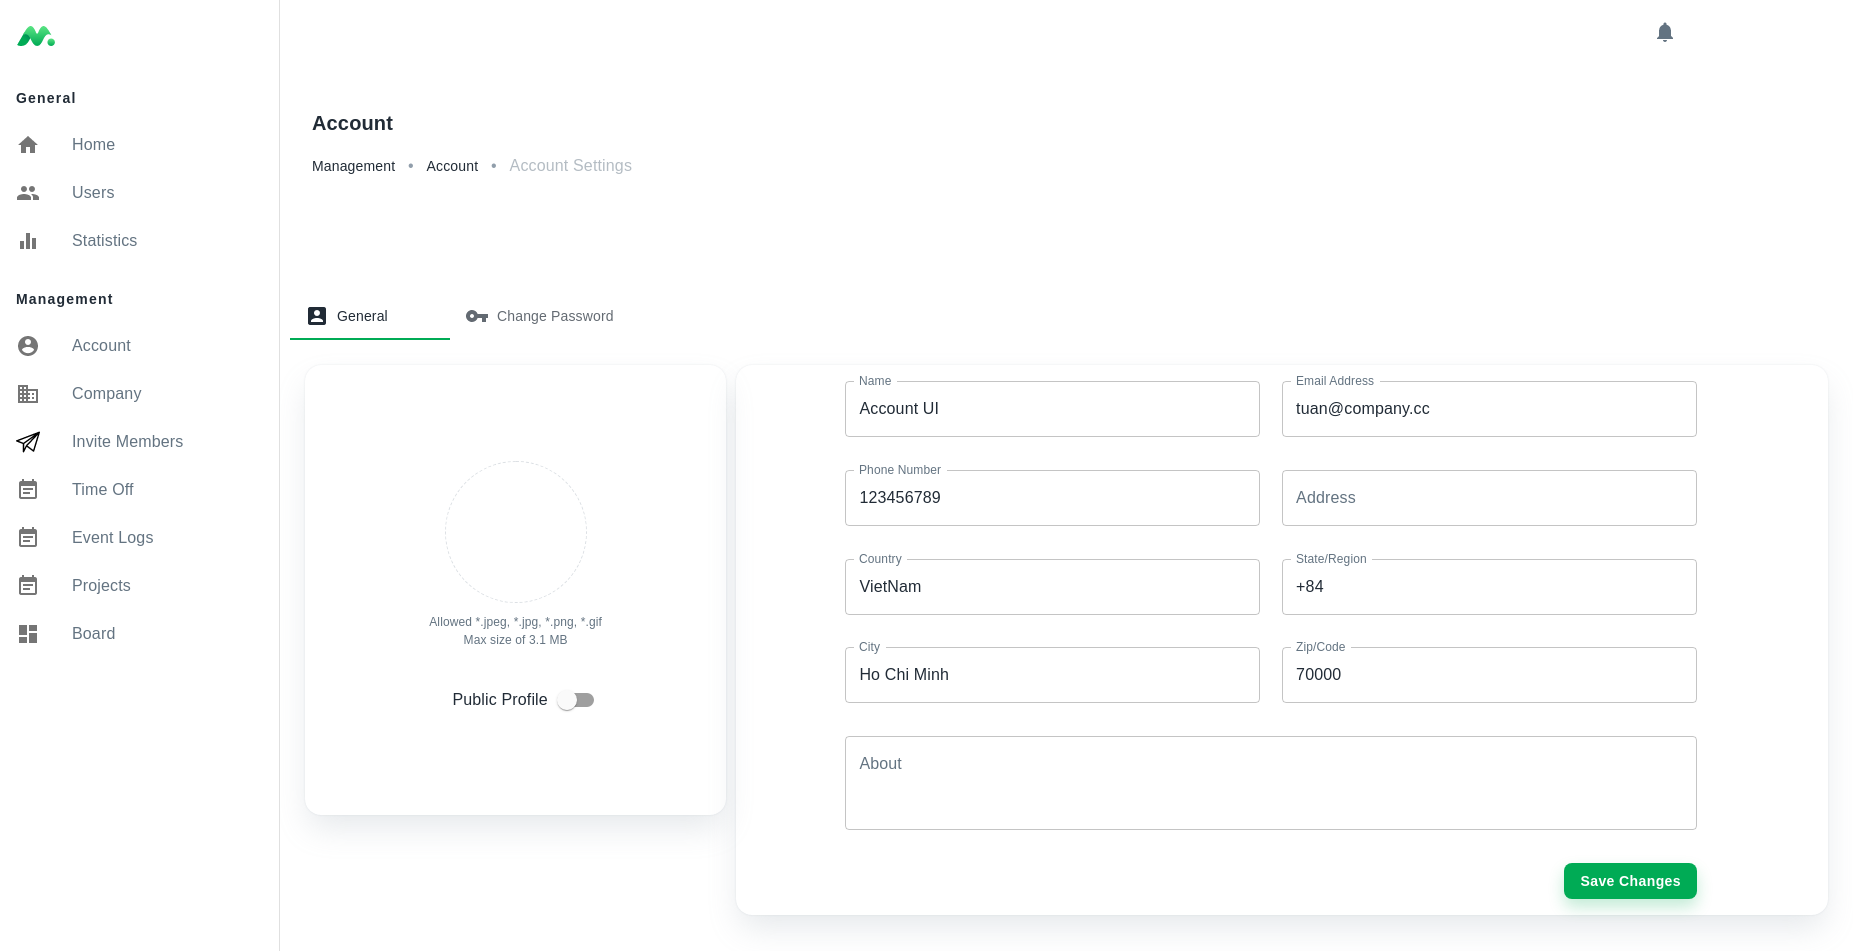 General
Home
Users
Statistics
Management
Account
Company
Invite Members
Time Off
Event Logs
Projects
Board
Account
Management • Account • Account Settings
General
Change Password
Allowed *.jpeg, *.jpg, *.png, *.gif
Max size of 3.1 MB
Public Profile
Name
Account UI
Email Address
tuan@company.cc
Phone Number
123456789
Address
Country
VietNam
State/Region
+84
City
Ho Chi Minh
Zip/Code
70000
About
Save Changes